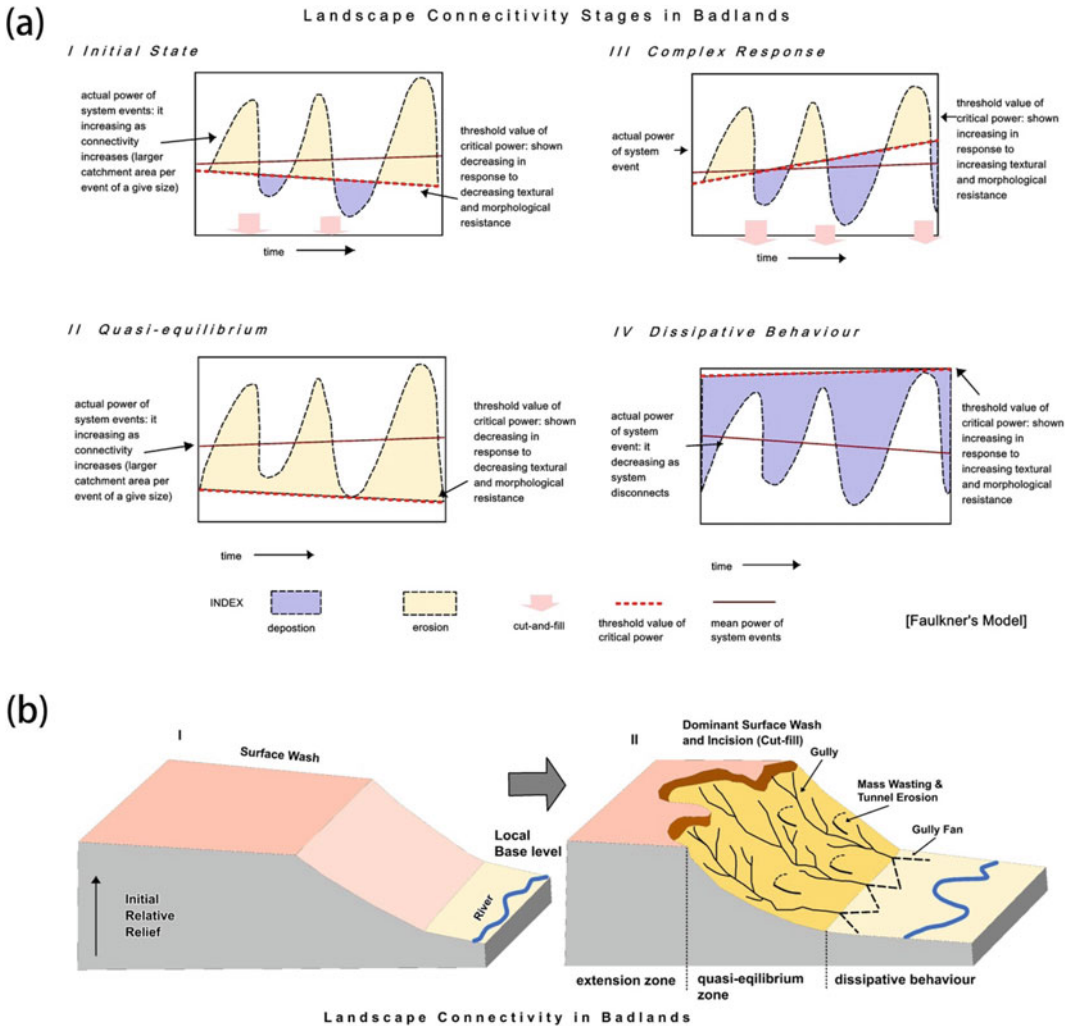 (a)
Landscape Connecitivity Stages in Badlands
I Initial State
actual power of
system events: it
increasing as
connectivity
increases (larger
catchment area per
event of a give size)
threshold value of
critical power: shown
decreasing in
response to
decreasing textural
and morphological
resistance
time
III Complex Response
actual power
of system
event
threshold value of
critical power: shown
increasing in
response to
increasing textural
and morphological
resistance
time
II Quasi-equilibrium
actual power of
system events: it
increasing as
connectivity
increases (larger
catchment area per
event of a give size)
threshold value of
critical power: shown
decreasing in
response to
decreasing textural
and morphological
resistance
time
IV Dissipative Behaviour
actual power
of system
event: it
decreasing as
system
disconnects
threshold value of
critical power: shown
increasing in
response to
increasing textural
and morphological
resistance
time
INDEX
depostion
erosion
cut-and-fill
threshold value of
critical power
mean power of
system events
[Faulkner's Model]
(b)
I
Surface Wash
Local
Base level
River
Initial
Relative
Relief
II
Dominant Surface Wash
and Incision (Cut-fill)
Gully
Mass Wasting &
Tunnel Erosion
Gully Fan
extension zone
quasi-eqilibrium
zone
dissipative behaviour
Landscape Connectivity in Badlands